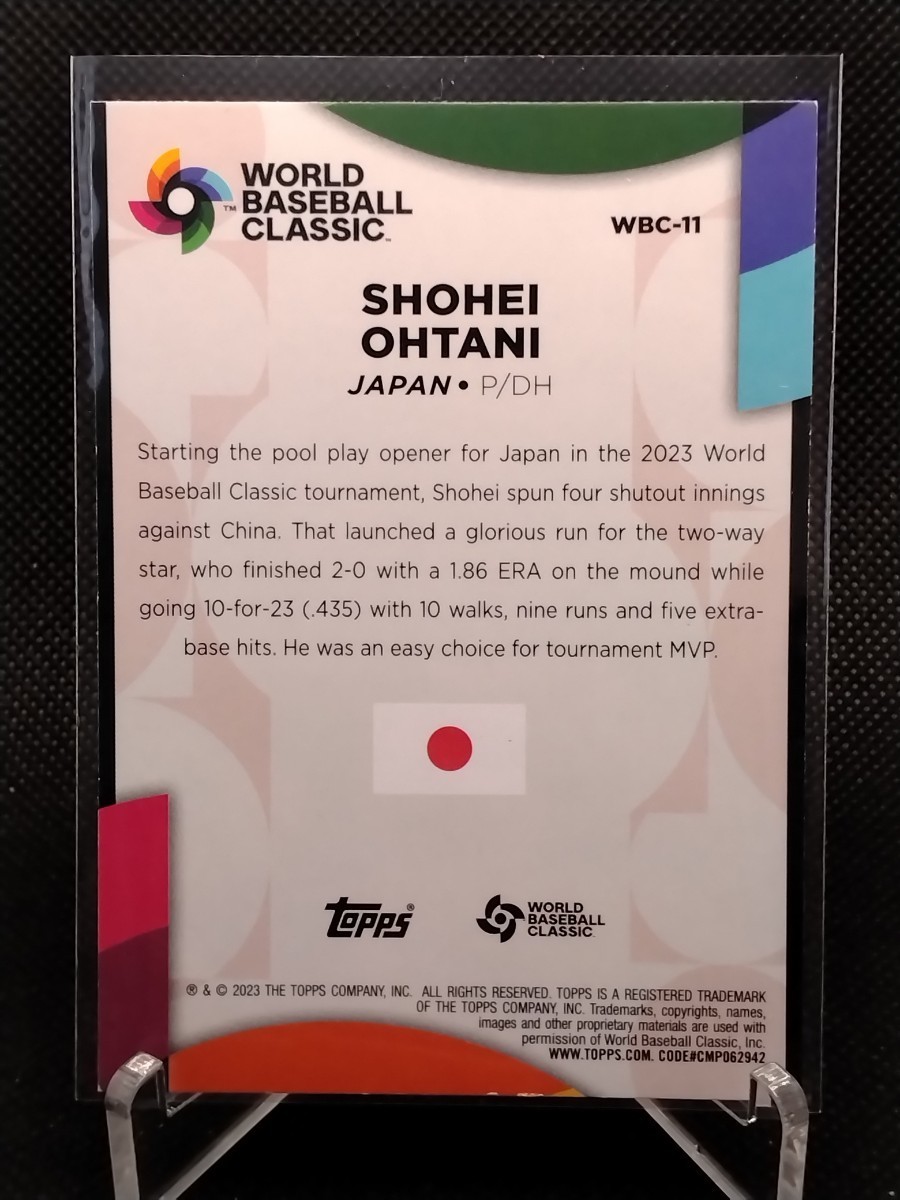 WORLD
BASEBALL
CLASSIC™
™
WBC-11
SHOHEI
OHTANI
JAPAN • P/DH
Starting the pool play opener for Japan in the 2023 World
Baseball Classic tournament, Shohei spun four shutout innings
against China. That launched a glorious run for the two-way
star, who finished 2-0 with a 1.86 ERA on the mound while
going 10-for-23 (.435) with 10 walks, nine runs and five extra-
base hits. He was an easy choice for tournament MVP.
Topps®
WORLD
BASEBALL
CLASSIC
® & © 2023 THE TOPPS COMPANY, INC. ALL RIGHTS RESERVED. TOPPS IS A REGISTERED TRADEMARK
OF THE TOPPS COMPANY, INC. Trademarks, copyrights, names,
images and other proprietary materials are used with
permission of World Baseball Classic, Inc.
WWW.TOPPS.COM. CODE#CMP062942